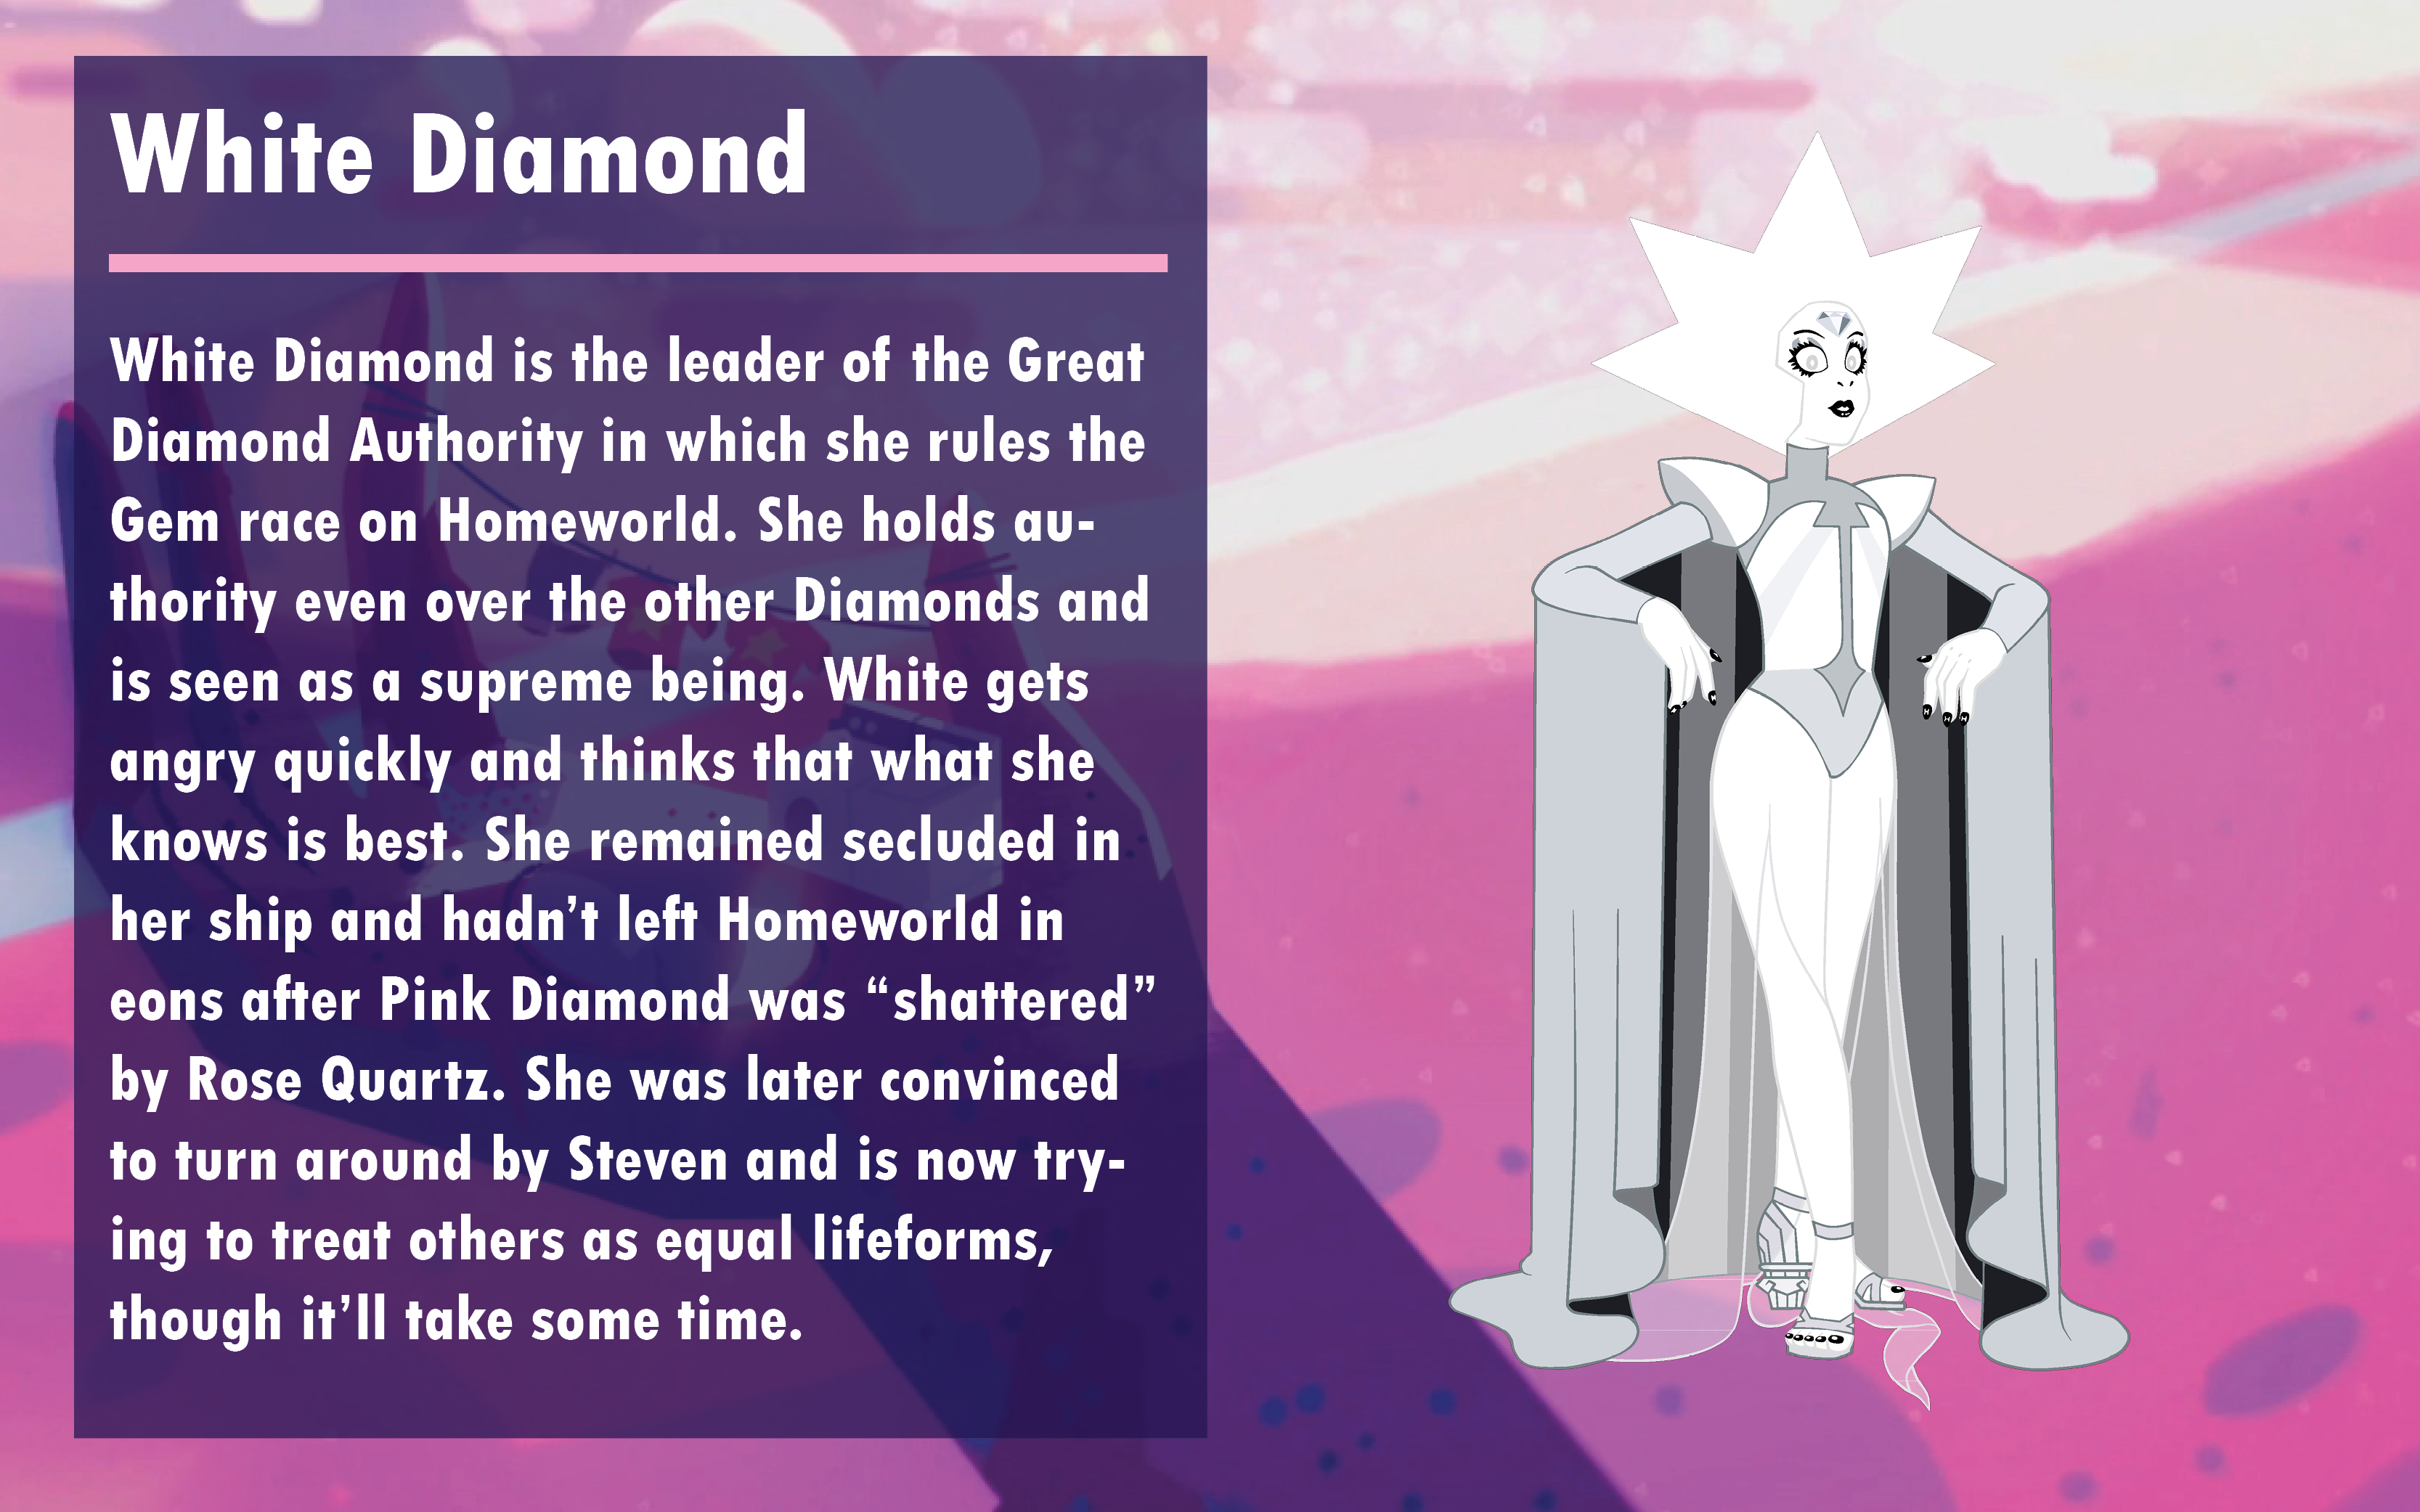 White Diamond
White Diamond is the leader of the Great
Diamond Authority in which she rules the
Gem race on Homeworld. She holds au-
thority even over the other Diamonds and
is seen as a supreme being. White gets
angry quickly and thinks that what she
knows is best. She remained secluded in
her ship and hadn’t left Homeworld in
eons after Pink Diamond was “shattered”
by Rose Quartz. She was later convinced
to turn around by Steven and is now try-
ing to treat others as equal lifeforms,
though it’ll take some time.